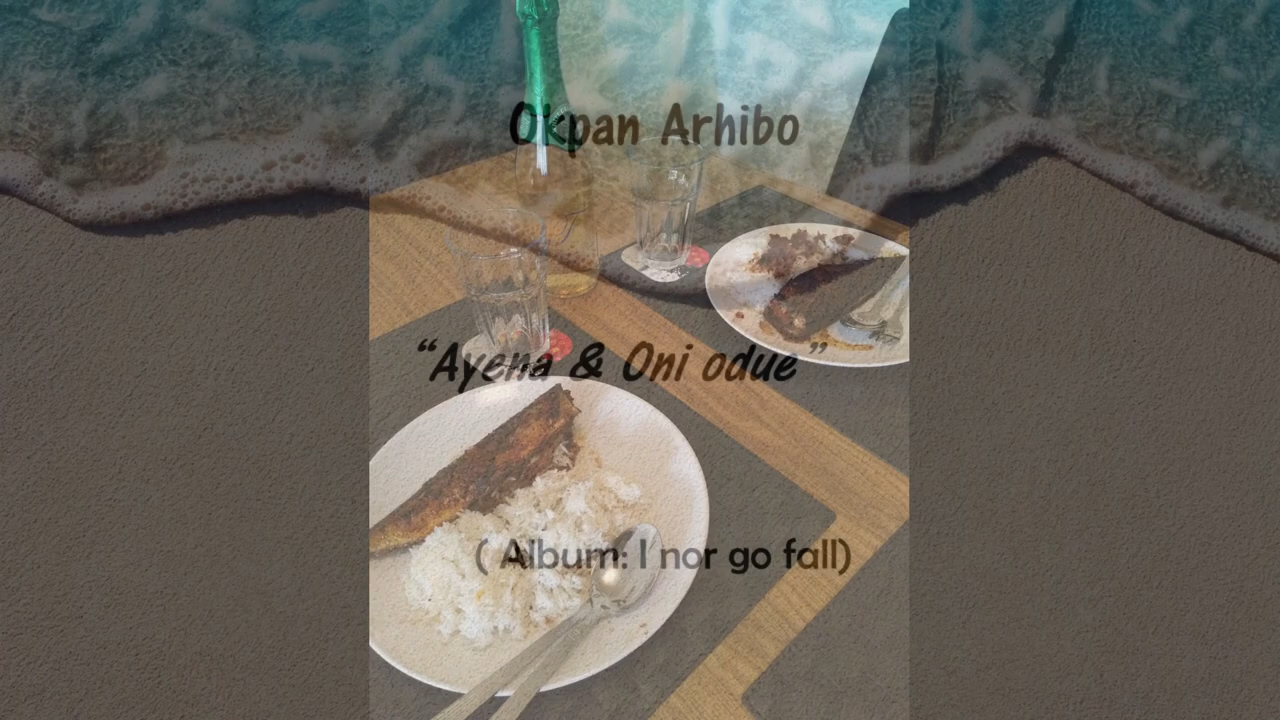 Okpan Arhibo
“Ayena & Oni odue ”
( Album: I nor go fall)